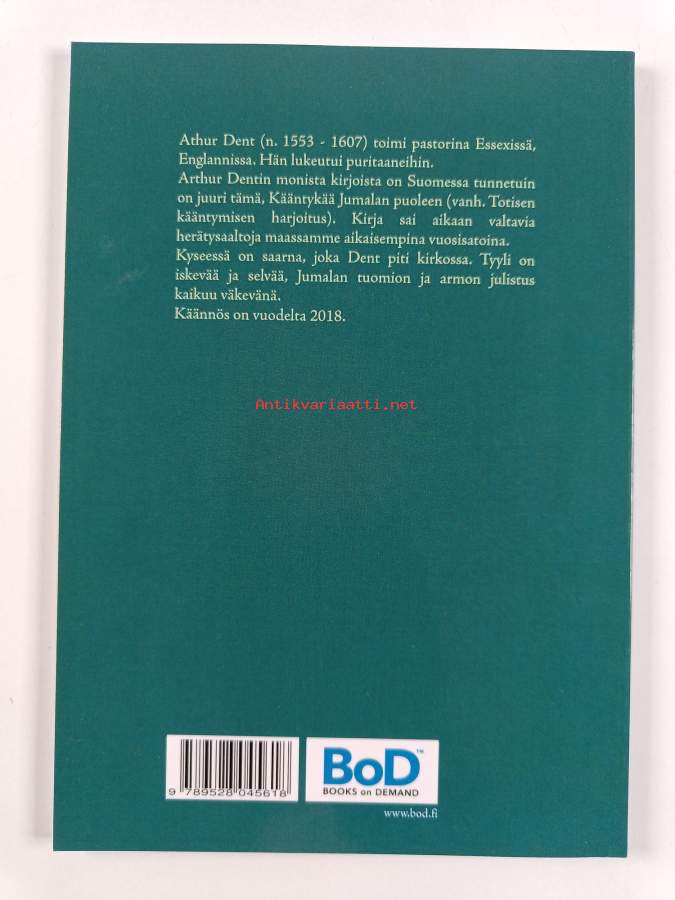 Athur Dent (n. 1553 - 1607) toimi pastorina Essexissä,
Englannissa. Hän lukeutui puritaaneihin.
Arthur Dentin monista kirjoista on Suomessa tunnetuin
on juuri tämä, Kääntykää Jumalan puoleen (vanh. Totisen
kääntymisen harjoitus). Kirja sai aikaan valtavia
herätysaaltoja maassamme aikaisempina vuosisatoina.
Kyseessä on saarna, joka Dent piti kirkossa. Tyyli on
iskevää ja selvää, Jumalan tuomion ja armon julistus
kaikuu väkevänä.
Käännös on vuodelta 2018.
Antikvariaatti.net
BoD™
BOOKS on DEMAND
9 789528 045618
www.bod.fi